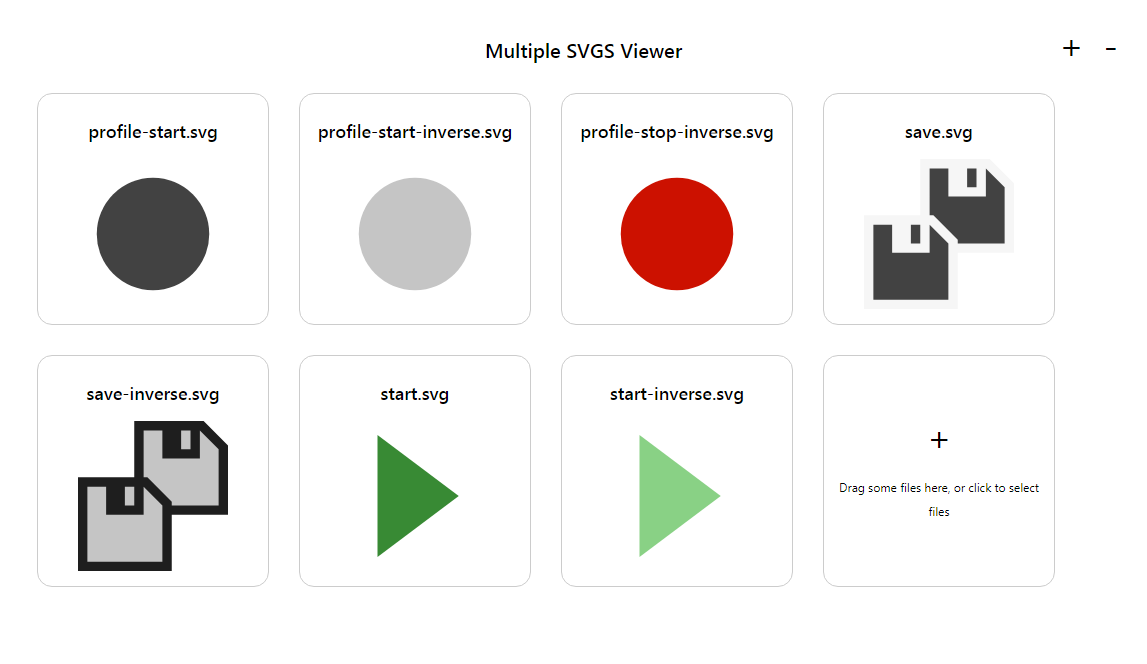 Multiple SVGS Viewer
+ -
profile-start.svg
profile-start-inverse.svg
profile-stop-inverse.svg
save.svg
save-inverse.svg
start.svg
start-inverse.svg
+
Drag some files here, or click to select
files